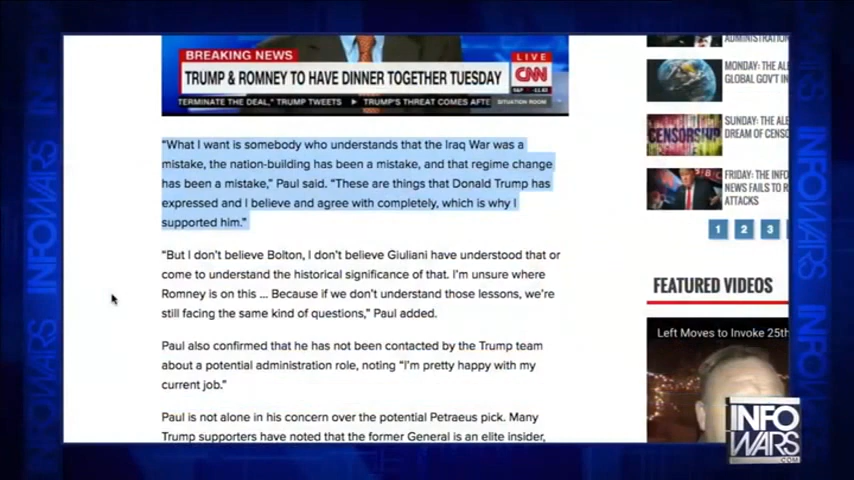 BREAKING NEWS
LIVE
TRUMP & ROMNEY TO HAVE DINNER TOGETHER TUESDAY
CNN
TERMINATE THE DEAL," TRUMP TWEETS ▸ TRUMP'S THREAT COMES AFTE
SITUATION ROOM
"What I want is somebody who understands that the Iraq War was a
mistake, the nation-building has been a mistake, and that regime change
has been a mistake," Paul said. "These are things that Donald Trump has
expressed and I believe and agree with completely, which is why I
supported him."
"But I don't believe Bolton, I don't believe Giuliani have understood that or
come to understand the historical significance of that. I'm unsure where
Romney is on this ... Because if we don't understand those lessons, we're
still facing the same kind of questions," Paul added.
Paul also confirmed that he has not been contacted by the Trump team
about a potential administration role, noting "I'm pretty happy with my
current job."
Paul is not alone in his concern over the potential Petraeus pick. Many
Trump supporters have noted that the former General is an elite insider,
ADMINISTRATION
MONDAY: THE ALE
GLOBAL GOV'T IN
CENSORSHIP
SUNDAY: THE ALE
DREAM OF CENSO
FRIDAY: THE INFO
NEWS FAILS TO R
ATTACKS
1 2 3
FEATURED VIDEOS
Left Moves to Invoke 25th
INFO
WARS
.COM
INFOWARS
INFOWARS